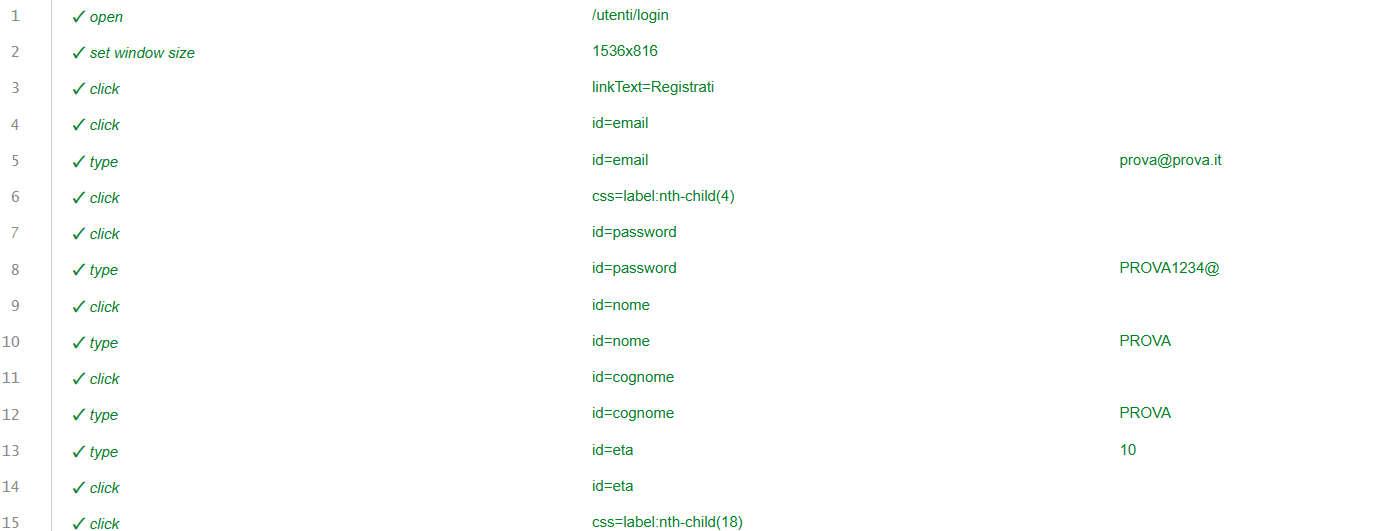 1 ✓ open /utenti/login
2 ✓ set window size 1536x816
3 ✓ click linkText=Registrati
4 ✓ click id=email
5 ✓ type id=email prova@prova.it
6 ✓ click css=label:nth-child(4)
7 ✓ click id=password
8 ✓ type id=password PROVA1234@
9 ✓ click id=nome
10 ✓ type id=nome PROVA
11 ✓ click id=cognome
12 ✓ type id=cognome PROVA
13 ✓ type id=eta 10
14 ✓ click id=eta
15 ✓ click css=label:nth-child(18)